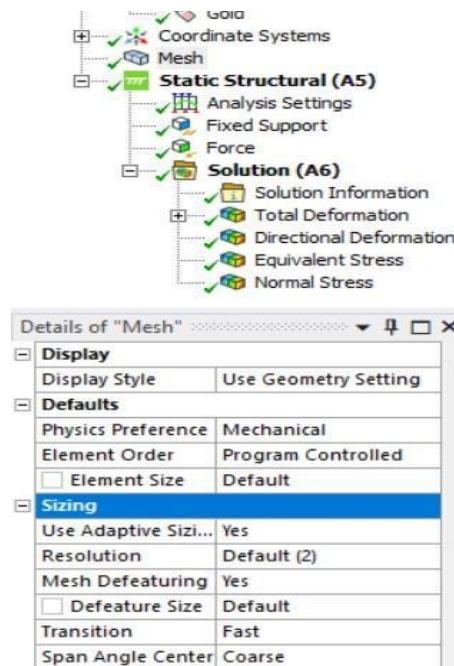 Gold
Coordinate Systems
Mesh
Static Structural (A5)
Analysis Settings
Fixed Support
Force
Solution (A6)
Solution Information
Total Deformation
Directional Deformation
Equivalent Stress
Normal Stress
Details of "Mesh"
Display
Display Style Use Geometry Setting
Defaults
Physics Preference Mechanical
Element Order Program Controlled
Element Size Default
Sizing
Use Adaptive Sizi... Yes
Resolution Default (2)
Mesh Defeaturing Yes
Defeature Size Default
Transition Fast
Span Angle Center Coarse